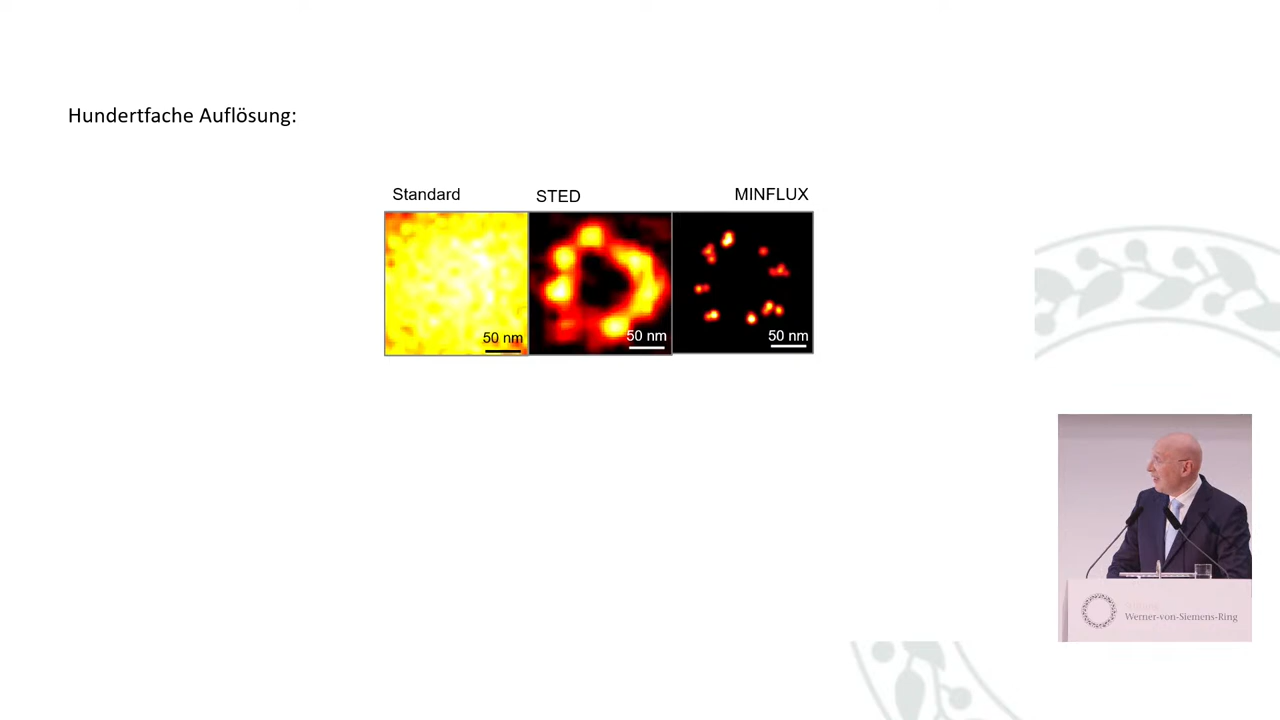 Hundertfache Auflösung:
Standard
STED
MINFLUX
50 nm
50 nm
50 nm
Werner-von-Siemens-Ring